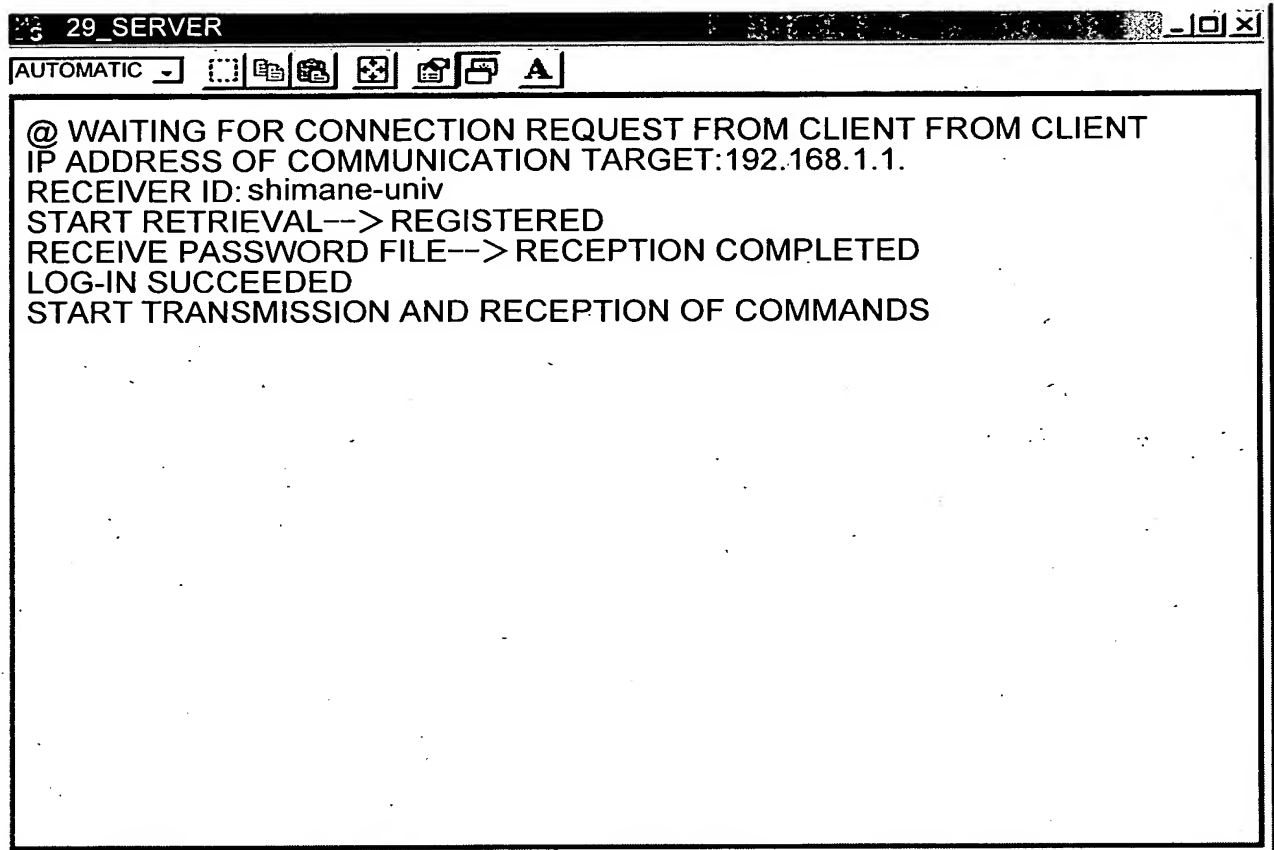 29_SERVER
AUTOMATIC
A
@ WAITING FOR CONNECTION REQUEST FROM CLIENT FROM CLIENT
IP ADDRESS OF COMMUNICATION TARGET:192.168.1.1.
RECEIVER ID: shimane-univ
START RETRIEVAL--> REGISTERED
RECEIVE PASSWORD FILE--> RECEPTION COMPLETED
LOG-IN SUCCEEDED
START TRANSMISSION AND RECEPTION OF COMMANDS